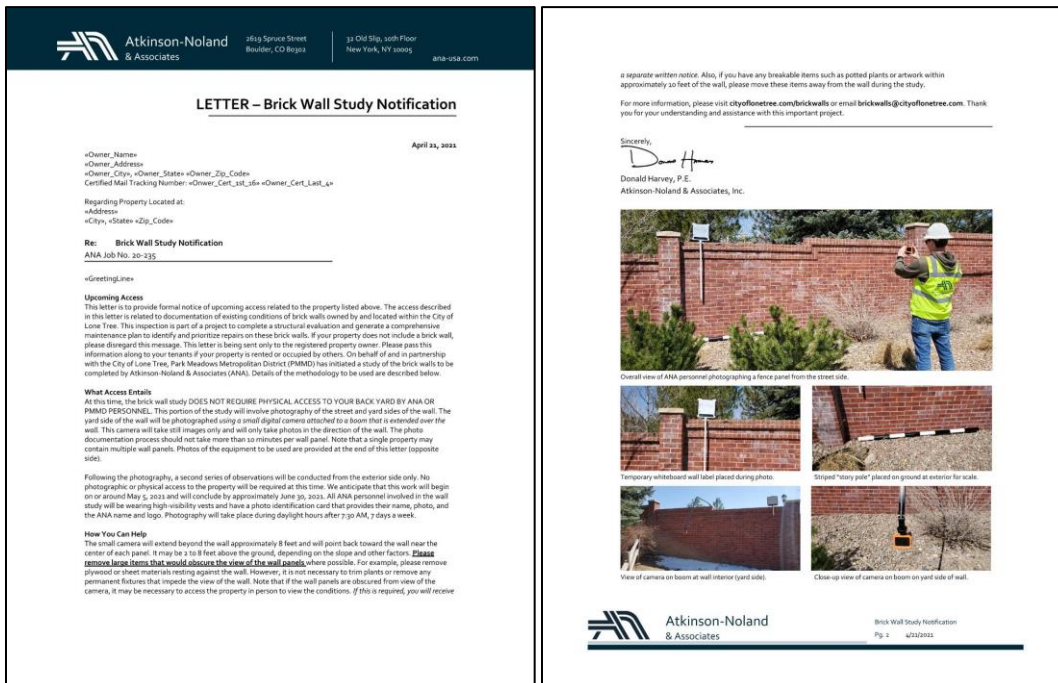 Atkinson-Noland
& Associates
2619 Spruce Street
Boulder, CO 80302
32 Old Slip, 10th Floor
New York, NY 10005
ana-usa.com
LETTER – Brick Wall Study Notification
April 21, 2021
«Owner_Name»
«Owner_Address»
«Owner_City», «Owner_State» «Owner_Zip_Code»
Certified Mail Tracking Number: «Onwer_Cert_1st_16» «Owner_Cert_Last_4»
Regarding Property Located at:
«Address»
«City», «State» «Zip_Code»
Re: Brick Wall Study Notification
ANA Job No. 20-235
«GreetingLine»
Upcoming Access
This letter is to provide formal notice of upcoming access related to the property listed above. The access described
in this letter is related to documentation of existing conditions of brick walls owned by and located within the City of
Lone Tree. This inspection is part of a project to complete a structural evaluation and generate a comprehensive
maintenance plan to identify and prioritize repairs on these brick walls. If your property does not include a brick wall,
please disregard this message. This letter is being sent only to the registered property owner. Please pass this
information along to your tenants if your property is rented or occupied by others. On behalf of and in partnership
with the City of Lone Tree, Park Meadows Metropolitan District (PMMD) has initiated a study of the brick walls to be
completed by Atkinson-Noland & Associates (ANA). Details of the methodology to be used are described below.
What Access Entails
At this time, the brick wall study DOES NOT REQUIRE PHYSICAL ACCESS TO YOUR BACK YARD BY ANA OR
PMMD PERSONNEL. This portion of the study will involve photography of the street and yard sides of the wall. The
yard side of the wall will be photographed using a small digital camera attached to a boom that is extended over the
wall. This camera will take still images only and will only take photos in the direction of the wall. The photo
documentation process should not take more than 10 minutes per wall panel. Note that a single property may
contain multiple wall panels. Photos of the equipment to be used are provided at the end of this letter (opposite
side).
Following the photography, a second series of observations will be conducted from the exterior side only. No
photographic or physical access to the property will be required at this time. We anticipate that this work will begin
on or around May 5, 2021 and will conclude by approximately June 30, 2021. All ANA personnel involved in the wall
study will be wearing high-visibility vests and have a photo identification card that provides their name, photo, and
the ANA name and logo. Photography will take place during daylight hours after 7:30 AM, 7 days a week.
How You Can Help
The small camera will extend beyond the wall approximately 8 feet and will point back toward the wall near the
center of each panel. It may be 2 to 8 feet above the ground, depending on the slope and other factors. Please
remove large items that would obscure the view of the wall panels where possible. For example, please remove
plywood or sheet materials resting against the wall. However, it is not necessary to trim plants or remove any
permanent fixtures that impede the view of the wall. Note that if the wall panels are obscured from view of the
camera, it may be necessary to access the property in person to view the conditions. If this is required, you will receive
a separate written notice. Also, if you have any breakable items such as potted plants or artwork within
approximately 10 feet of the wall, please move these items away from the wall during the study.
For more information, please visit cityoflonetree.com/brickwalls or email brickwalls@cityoflonetree.com. Thank
you for your understanding and assistance with this important project.
Sincerely,
Donald Harvey, P.E.
Atkinson-Noland & Associates, Inc.
Overall view of ANA personnel photographing a fence panel from the street side.
Temporary whiteboard wall label placed during photo.
Striped "story pole" placed on ground at exterior for scale.
View of camera on boom at wall interior (yard side).
Close-up view of camera on boom on yard side of wall.
Atkinson-Noland
& Associates
Brick Wall Study Notification
Pg. 2 4/21/2021